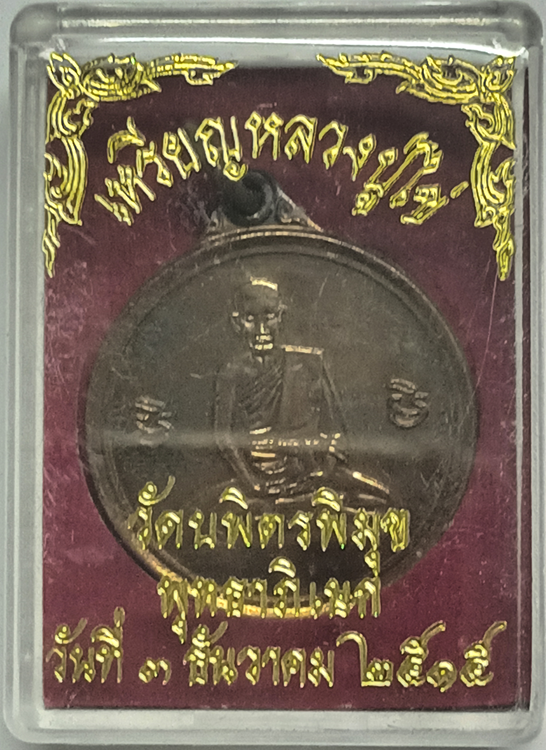 เหรียญหลวงปู่ไข่
วัดบพิตรพิมุข
พุทธาภิเษก
วันที่ ๓ ธันวาคม ๒๕๑๕